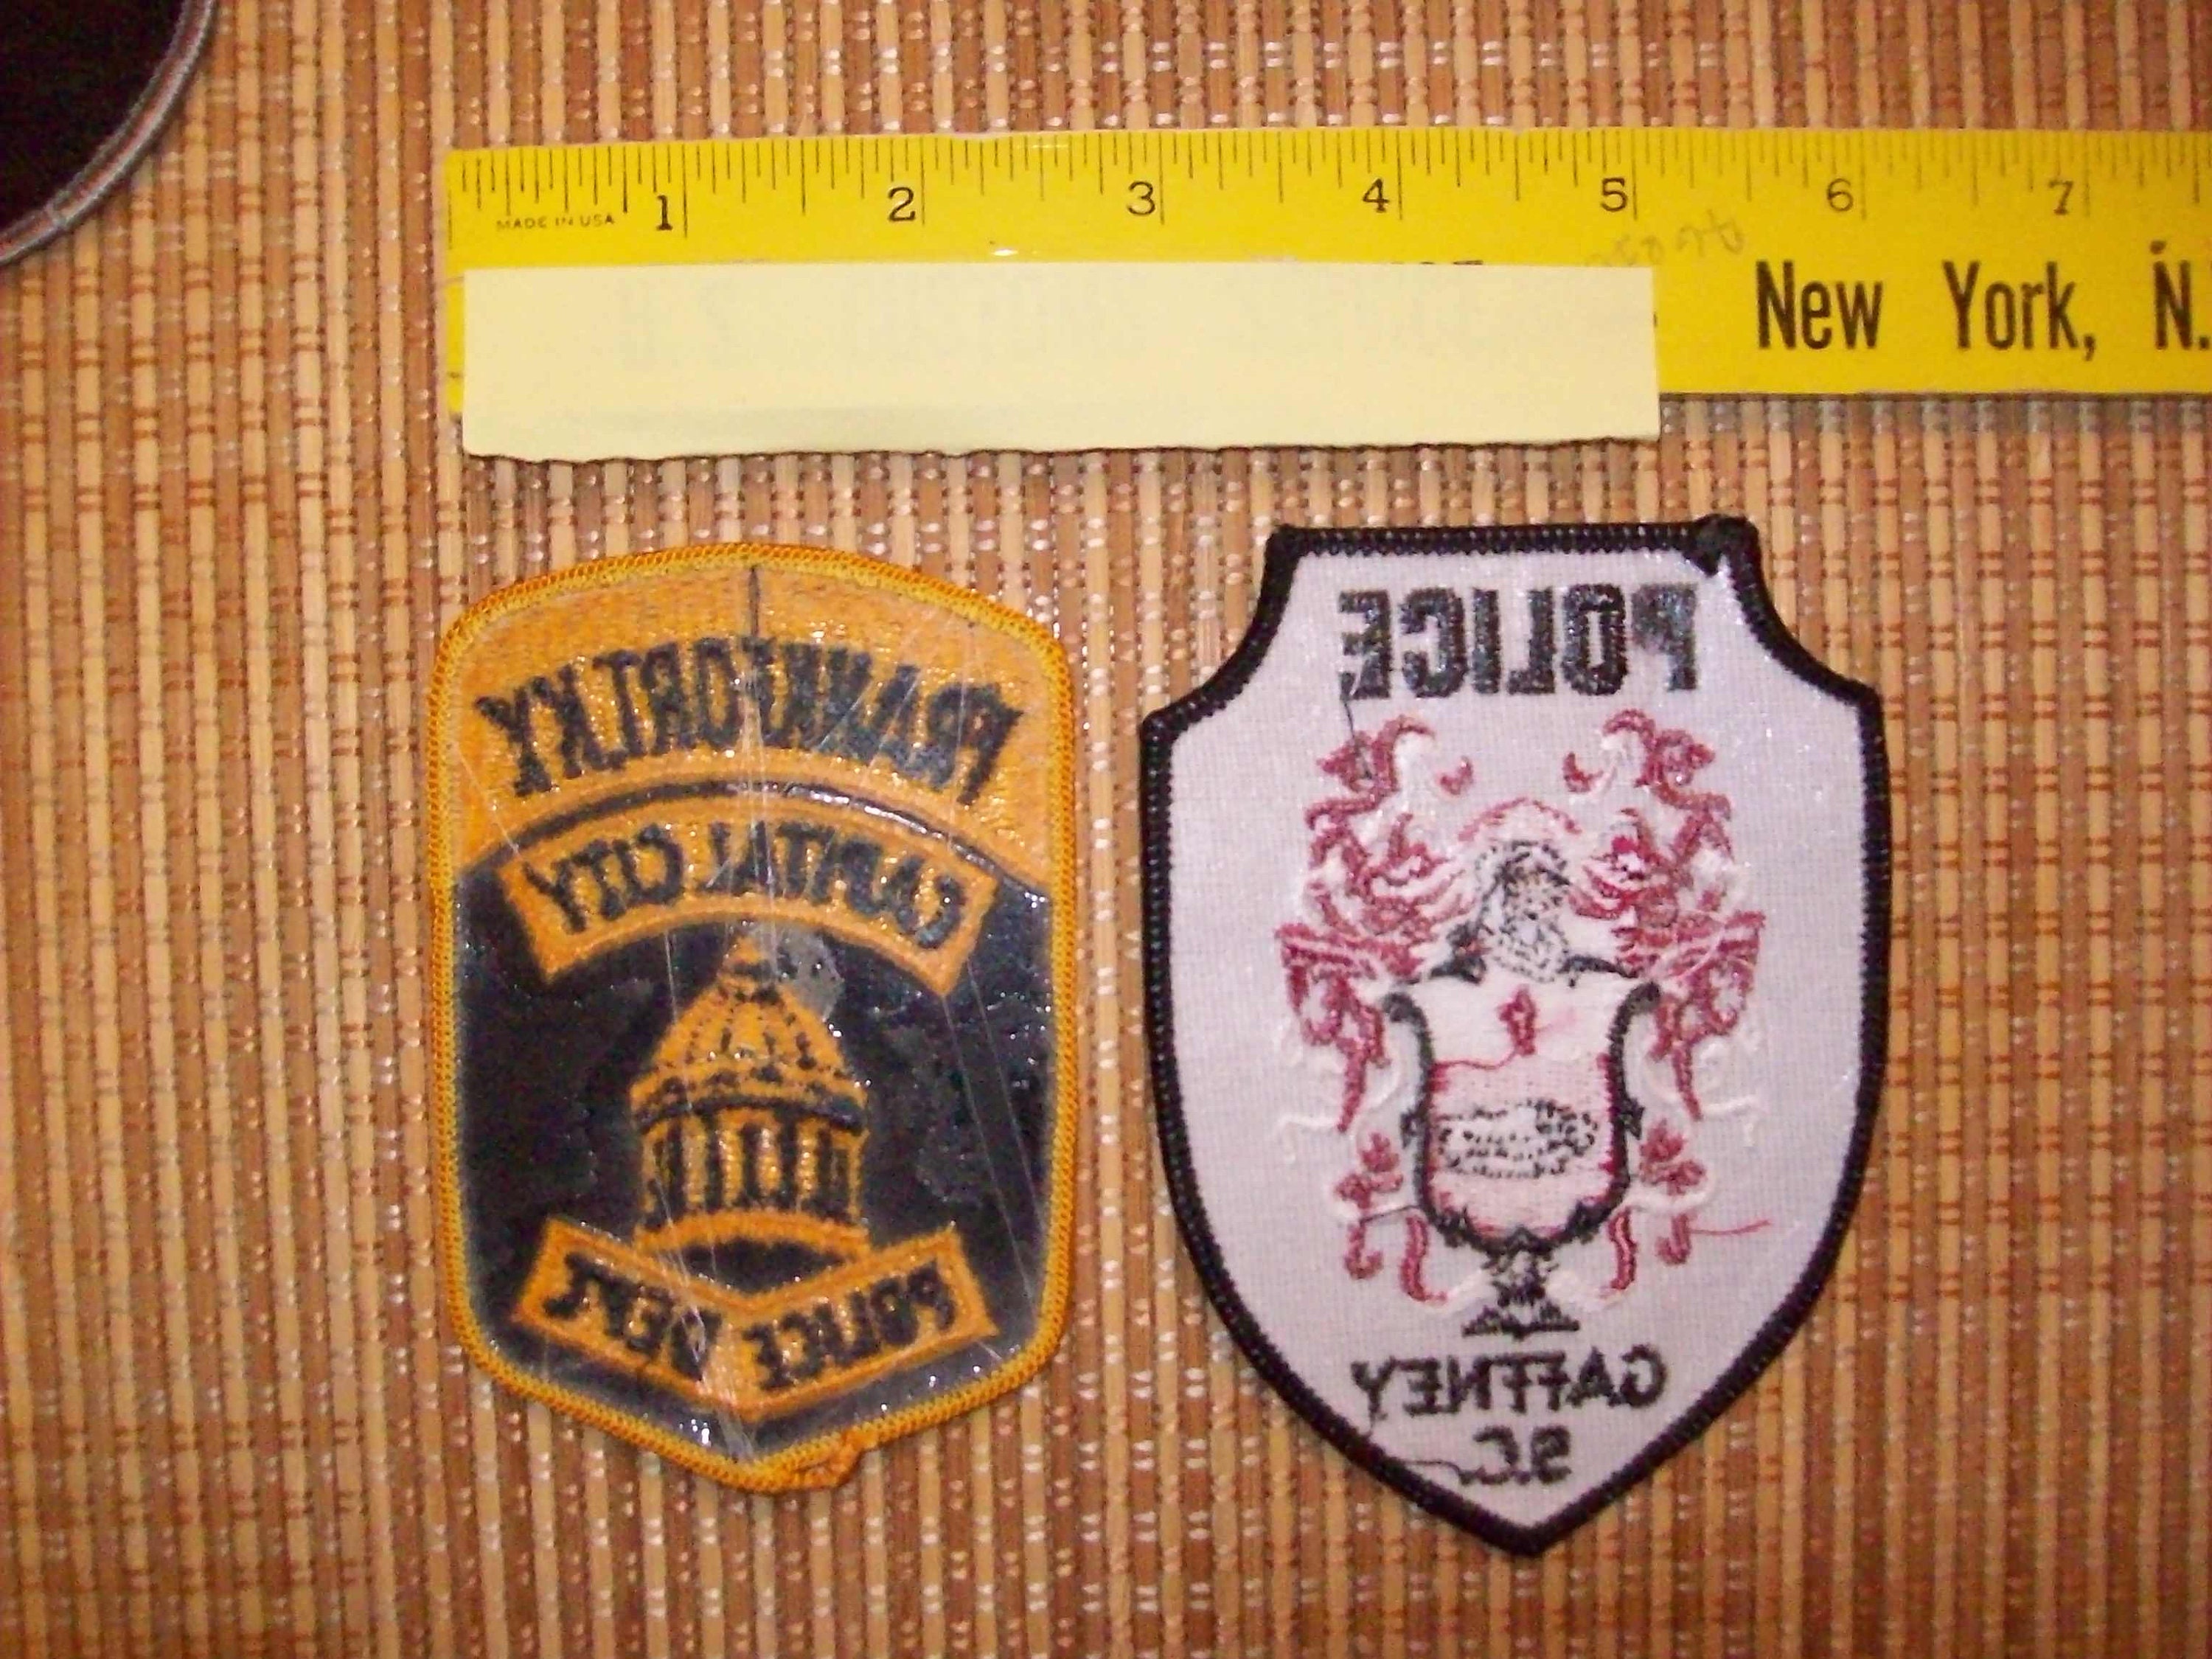 1 2 3 4 5 6 7
MADE IN USA
New York, N.
FRANKFORT, KY
CAPITAL CITY
POLICE DEPT.
POLICE
GAFFNEY
S.C.